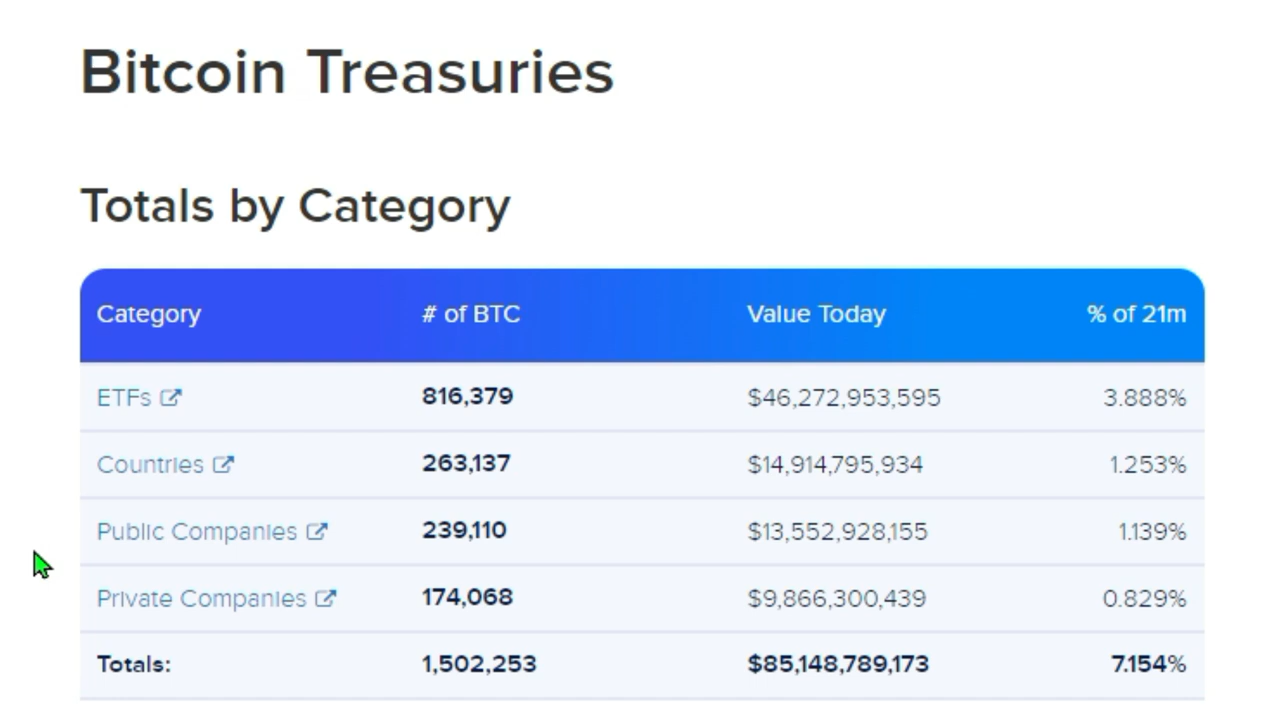 Bitcoin Treasuries
Totals by Category
Category # of BTC Value Today % of 21m
ETFs 816,379 $46,272,953,595 3.888%
Countries 263,137 $14,914,795,934 1.253%
Public Companies 239,110 $13,552,928,155 1.139%
Private Companies 174,068 $9,866,300,439 0.829%
Totals: 1,502,253 $85,148,789,173 7.154%